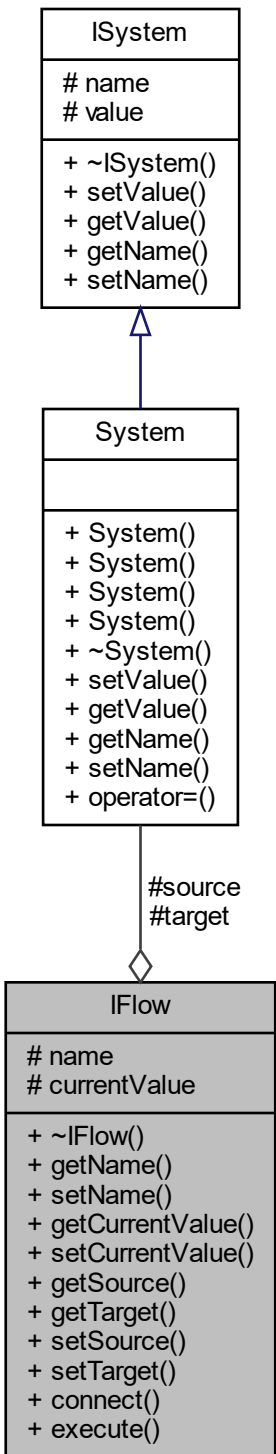 ISystem
# name
# value
+ ~ISystem()
+ setValue()
+ getValue()
+ getName()
+ setName()
System
+ System()
+ System()
+ System()
+ System()
+ ~System()
+ setValue()
+ getValue()
+ getName()
+ setName()
+ operator=()
#source
#target
IFlow
# name
# currentValue
+ ~IFlow()
+ getName()
+ setName()
+ getCurrentValue()
+ setCurrentValue()
+ getSource()
+ getTarget()
+ setSource()
+ setTarget()
+ connect()
+ execute()